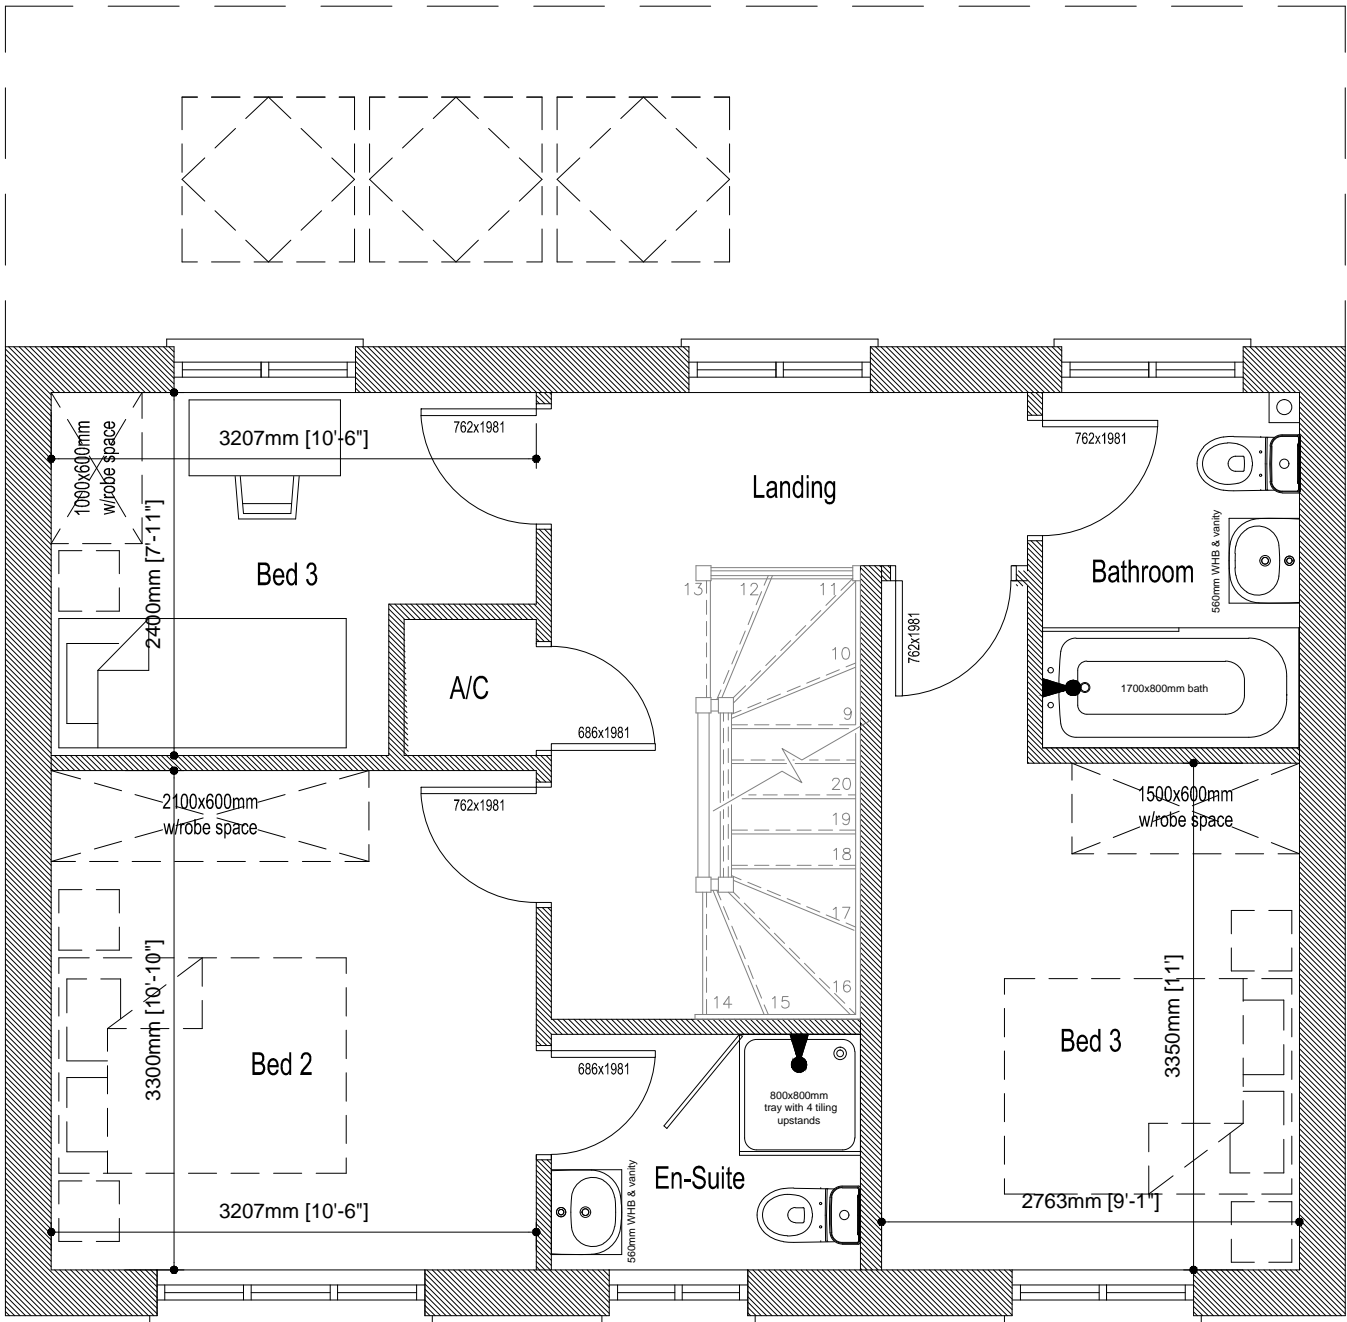 3207mm [10'-6"]
762x1981
762x1981
1000x600mm
w/robe space
Landing
2400mm [7'-11"]
560mm WHB & vanity
Bed 3
Bathroom
13
12
11
762x1981
10
A/C
1700x800mm bath
9
686x1981
20
2100x600mm
w/robe space
762x1981
1500x600mm
w/robe space
19
18
17
3300mm [10'-10"]
3350mm [11']
16
14
15
Bed 2
Bed 3
686x1981
800x800mm
tray with 4 tiling
upstands
En-Suite
560mm WHB & vanity
3207mm [10'-6"]
2763mm [9'-1"]